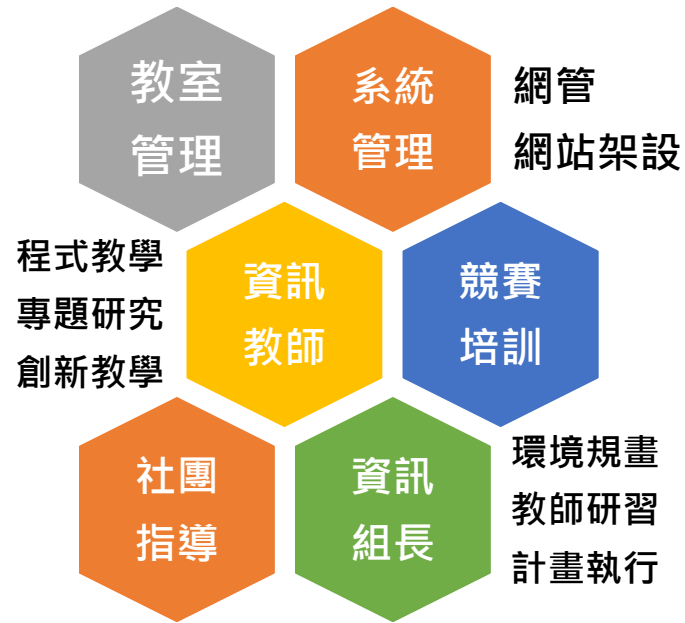 教室
管理
系統
管理
網管
網站架設
程式教學
專題研究
創新教學
資訊
教師
競賽
培訓
社團
指導
資訊
組長
環境規畫
教師研習
計畫執行